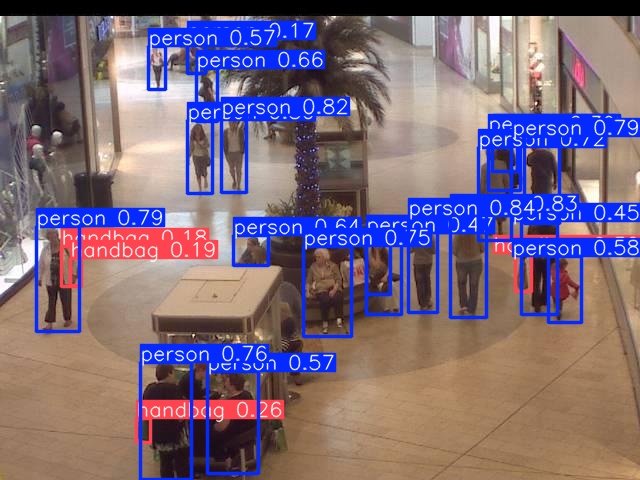 person 0.57
0.17
person 0.66
person 0.82
person 0.79
0.72
person 0.79
handbag 0.18
handbag 0.19
0.64
person 0.75
person 0.47
person 0.84
0.83
0.45
person 0.58
person 0.76
person 0.57
handbag 0.26